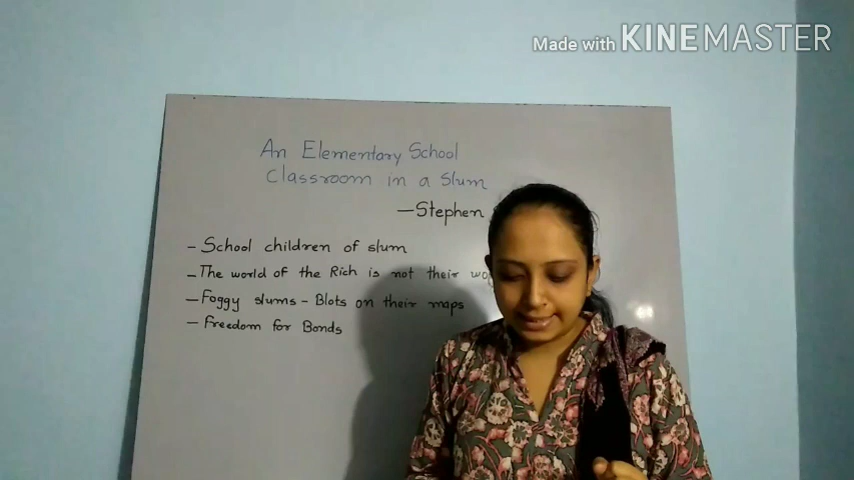 Made with KINEMASTER
An Elementary School
Classroom in a Slum
- Stephen
- School children of slum
- The world of the Rich is not their
- Foggy slums - Blots on their maps
- Freedom for Bonds